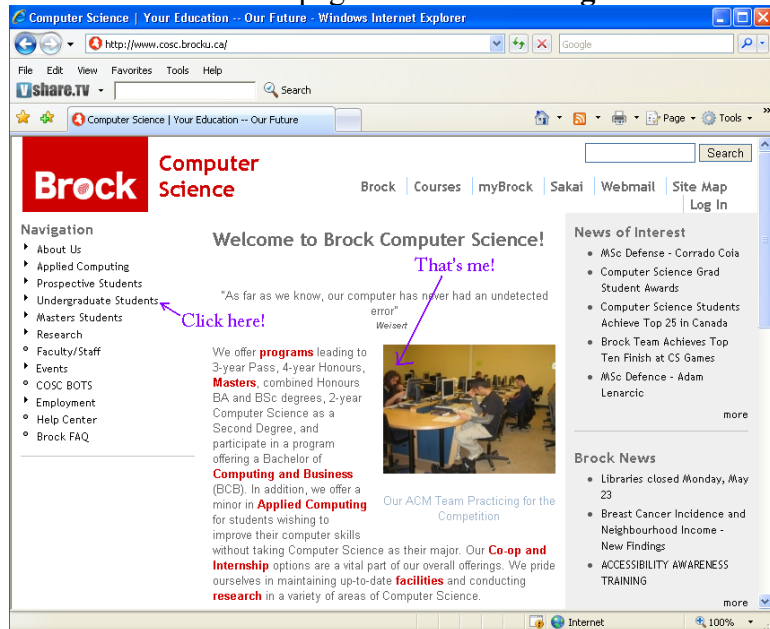 Computer Science | Your Education -- Our Future - Windows Internet Explorer
http://www.cosc.brocku.ca/
Google
File Edit View Favorites Tools Help
Ushare.TV
Search
Computer Science | Your Education -- Our Future
Page
Tools
Brock
Computer
Science
Search
Brock Courses myBrock Sakai Webmail Site Map
Log In
Navigation
About Us
Applied Computing
Prospective Students
Undergraduate Students
Masters Students
Research
Faculty/Staff
Events
COSC BOTS
Employment
Help Center
Brock FAQ
Click here!
Welcome to Brock Computer Science!
That's me!
"As far as we know, our computer has never had an undetected
error"
Weisert
We offer programs leading to
3-year Pass, 4-year Honours,
Masters, combined Honours
BA and BSc degrees, 2-year
Computer Science as a
Second Degree, and
participate in a program
offering a Bachelor of
Computing and Business
(BCB). In addition, we offer a
minor in Applied Computing
for students wishing to
improve their computer skills
without taking Computer Science as their major. Our Co-op and
Internship options are a vital part of our overall offerings. We pride
ourselves in maintaining up-to-date facilities and conducting
research in a variety of areas of Computer Science.
Our ACM Team Practicing for the
Competition
News of Interest
MSc Defense - Corrado Coia
Computer Science Grad
Student Awards
Computer Science Students
Achieve Top 25 in Canada
Brock Team Achieves Top
Ten Finish at CS Games
MSc Defence - Adam
Lenarcic
more
Brock News
Libraries closed Monday, May
23
Breast Cancer Incidence and
Neighbourhood Income -
New Findings
ACCESSIBILITY AWARENESS
TRAINING
more
Internet
100%